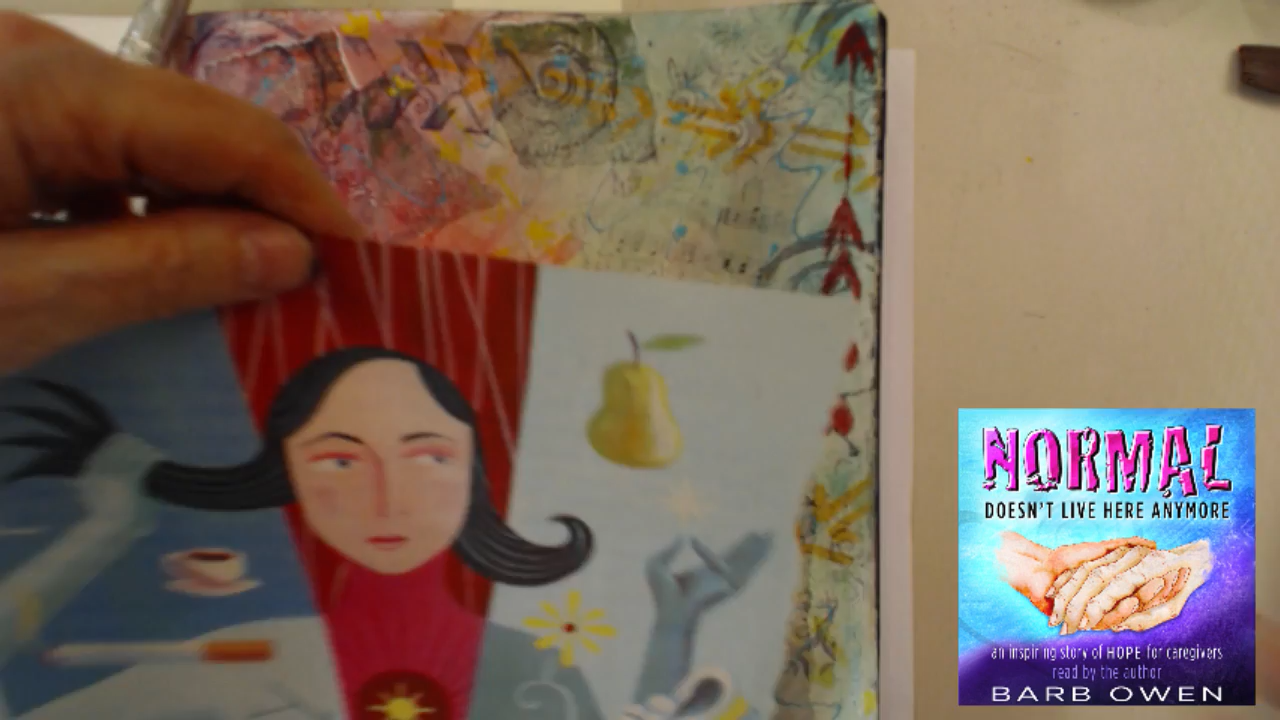 NORMAL
DOESN'T LIVE HERE ANYMORE
an inspiring story of HOPE for caregivers
read by the author
BARB OWEN